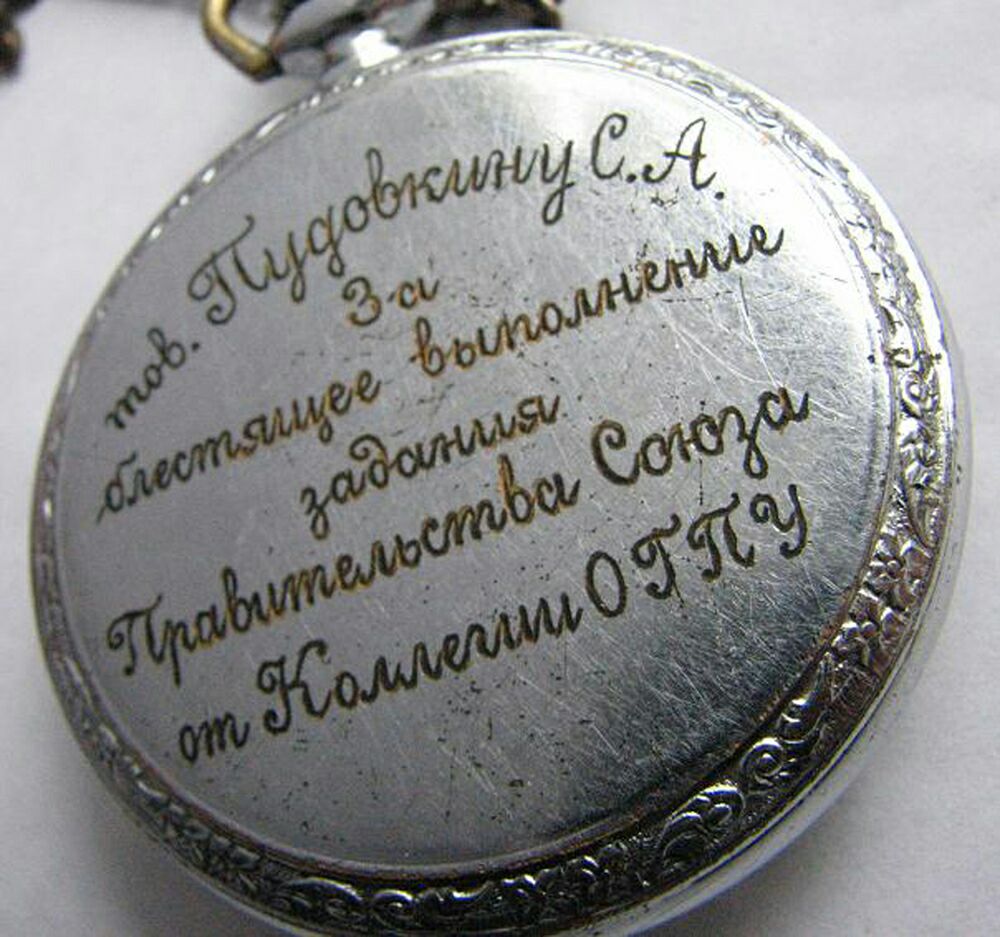 тов. Пудовкину С.А.
За
блестящее выполнение
задания
Правительства Союза
от Коллегии ОГПУ